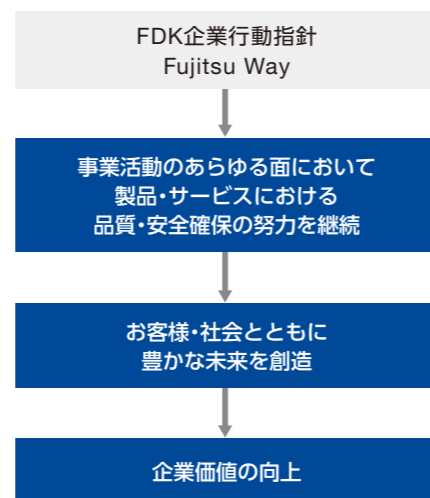 FDK企業行動指針
Fujitsu Way
事業活動のあらゆる面において
製品・サービスにおける
品質・安全確保の努力を継続
お客様・社会とともに
豊かな未来を創造
企業価値の向上